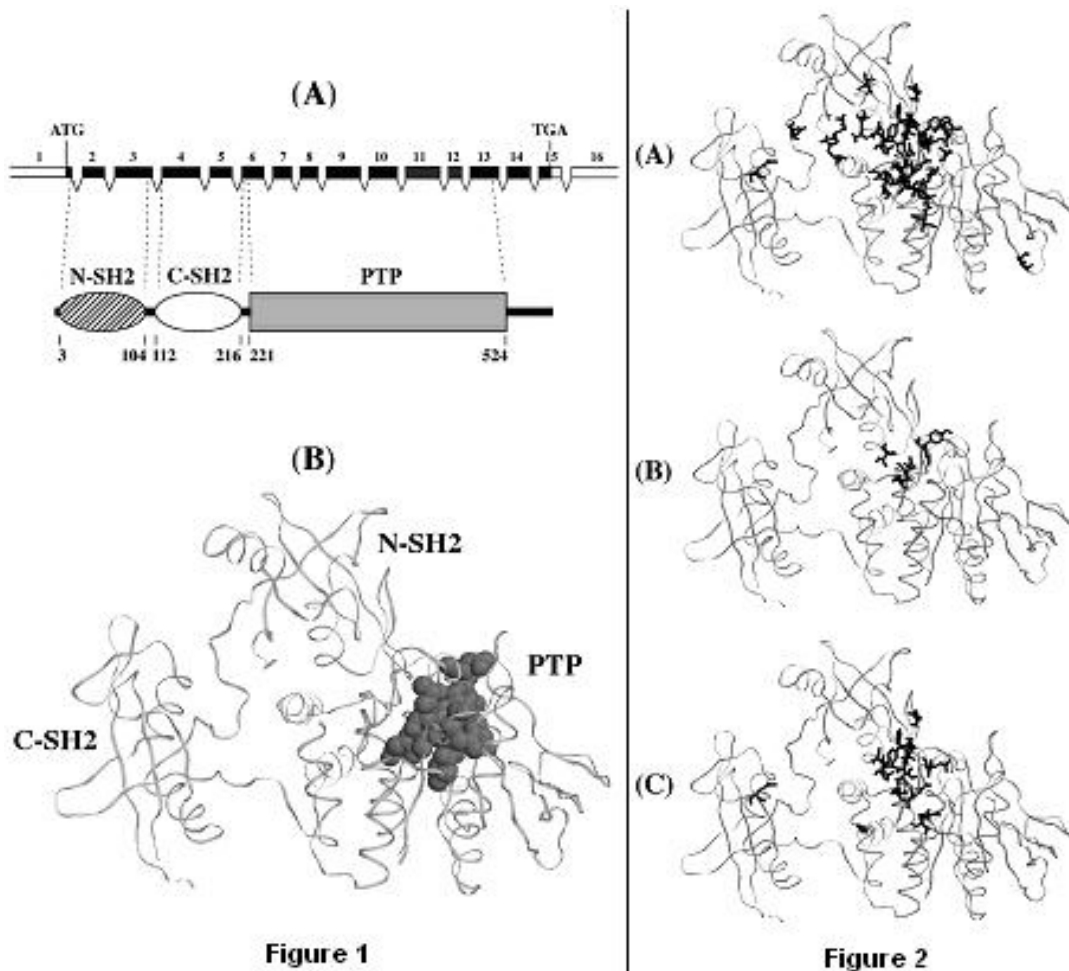 (A)
ATG TGA
1 2 3 4 5 6 7 8 9 10 11 12 13 14 15 16
N-SH2 C-SH2 PTP
3 104 112 216 221 524
(B)
N-SH2
PTP
C-SH2
Figure 1
(A)
(B)
(C)
Figure 2